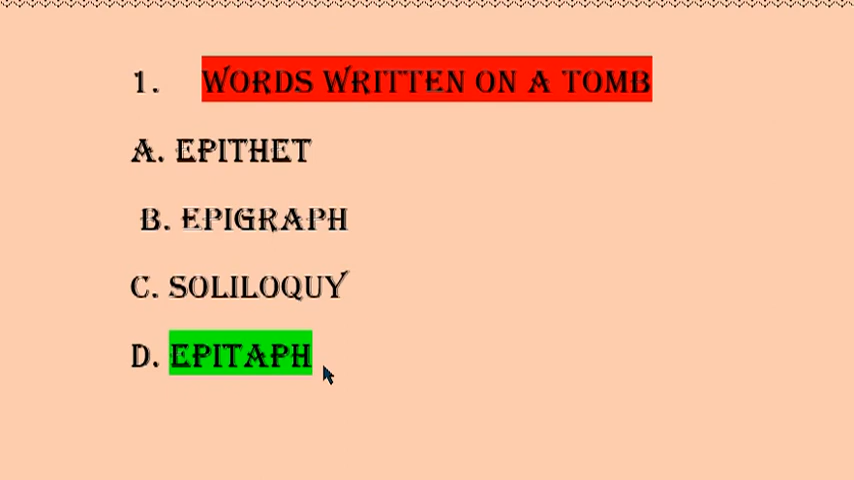 1. WORDS WRITTEN ON A TOMB
A. EPITHET
B. EPIGRAPH
C. SOLILOQUY
D. EPITAPH